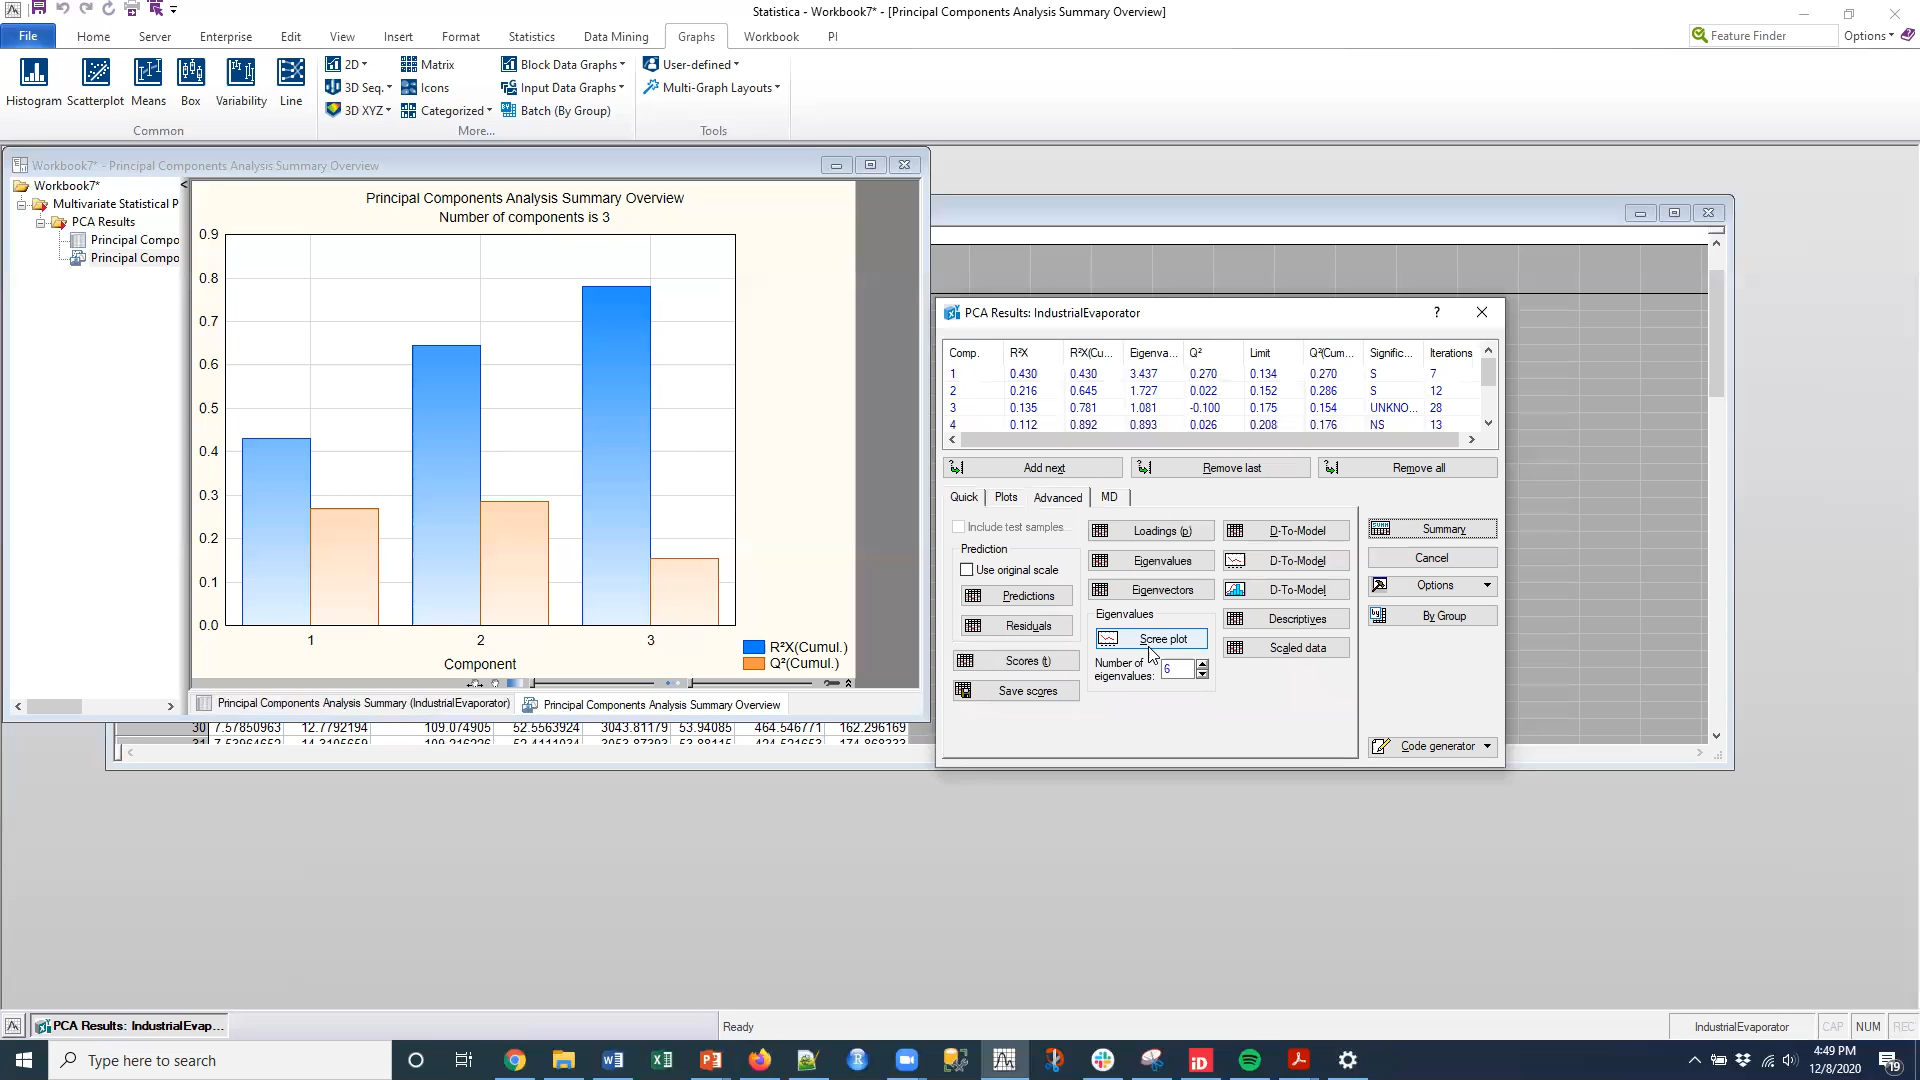 Statistica - Workbook7* - [Principal Components Analysis Summary Overview]
File Home Server Enterprise Edit View Insert Format Statistics Data Mining Graphs Workbook PI
Feature Finder Options
Histogram Scatterplot Means Box Variability Line
Common
2D Matrix Block Data Graphs User-defined
3D Seq. Icons Input Data Graphs Multi-Graph Layouts
3D XYZ Categorized Batch (By Group)
More... Tools
Workbook7* - Principal Components Analysis Summary Overview
Workbook7*
Multivariate Statistical P
PCA Results
Principal Compo
Principal Compo
Principal Components Analysis Summary Overview
Number of components is 3
0.9
0.8
0.7
0.6
0.5
0.4
0.3
0.2
0.1
0.0
1 2 3
Component
R²X(Cumul.)
Q²(Cumul.)
Principal Components Analysis Summary (IndustrialEvaporator) Principal Components Analysis Summary Overview
30 7.57850963 12.7792194 109.074905 52.5563924 3043.81179 53.94085 464.546771 162.296169
PCA Results: IndustrialEvaporator ?
Comp. R²X R²X(Cu... Eigenva... Q² Limit Q²(Cum... Signific... Iterations
1 0.430 0.430 3.437 0.270 0.134 0.270 S 7
2 0.216 0.645 1.727 0.022 0.152 0.286 S 12
3 0.135 0.781 1.081 -0.100 0.175 0.154 UNKNO... 28
4 0.112 0.892 0.893 0.026 0.208 0.176 NS 13
Add next Remove last Remove all
Quick Plots Advanced MD
Include test samples...
Prediction
Use original scale
Predictions
Residuals
Scores (t)
Save scores
Loadings (p)
Eigenvalues
Eigenvectors
Eigenvalues
Scree plot
Number of
eigenvalues: 6
D-To-Model
D-To-Model
D-To-Model
Descriptives
Scaled data
Summary
Cancel
Options
By Group
Code generator
PCA Results: IndustrialEvap...
Ready
IndustrialEvaporator CAP NUM REC
Type here to search
4:49 PM
12/8/2020
19